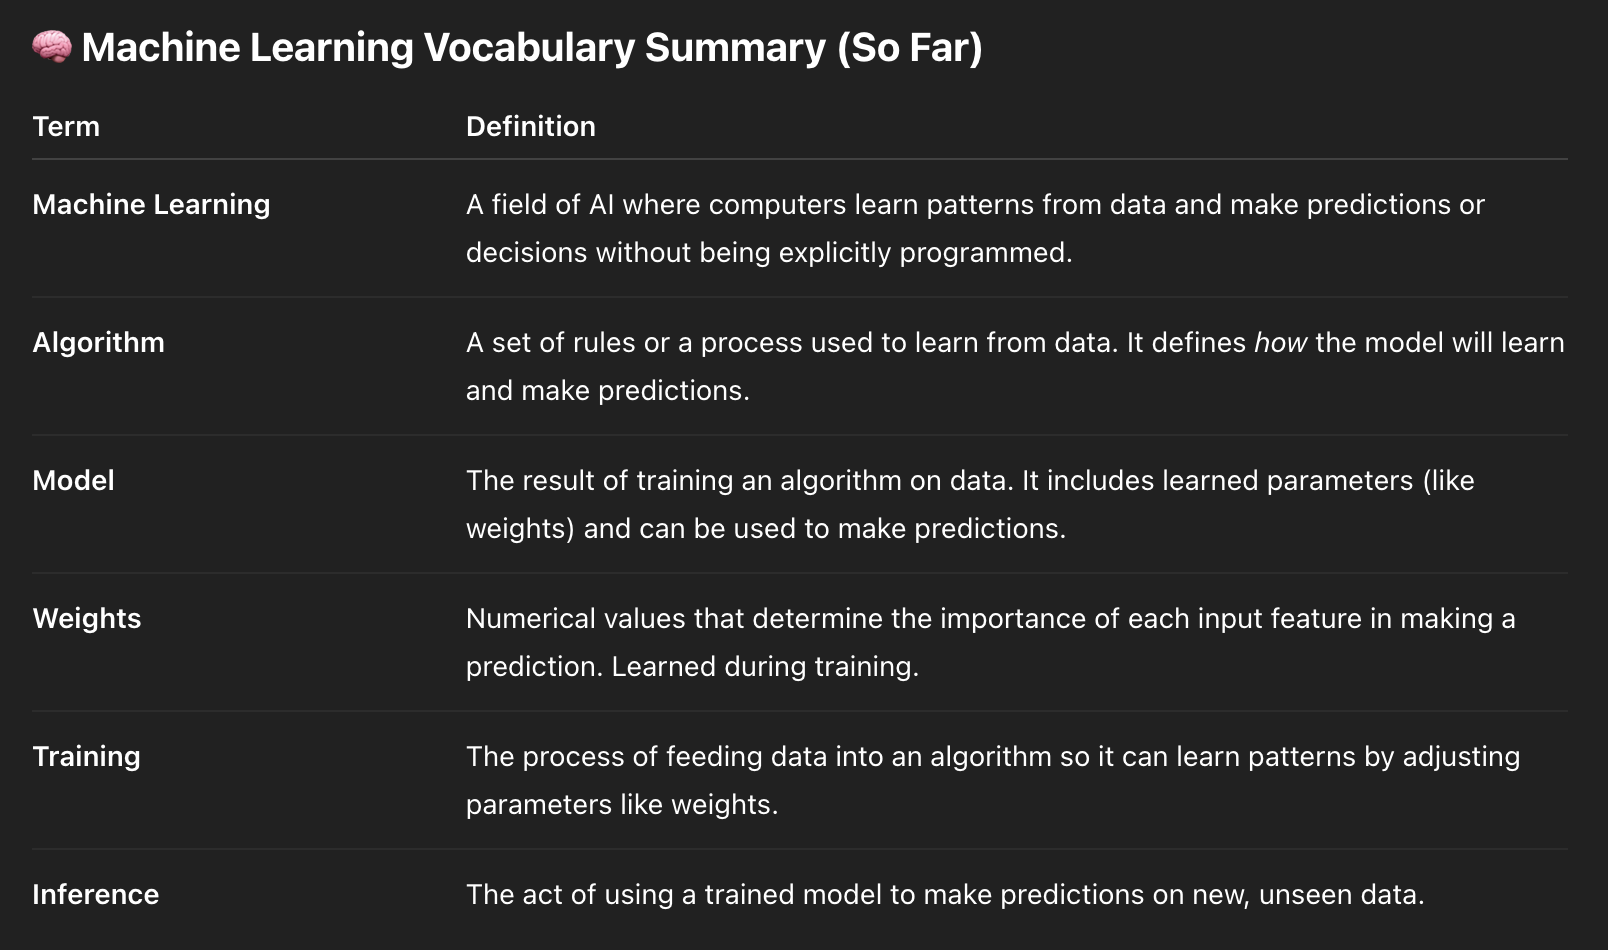 🧠 Machine Learning Vocabulary Summary (So Far)
Term Definition
Machine Learning A field of AI where computers learn patterns from data and make predictions or
decisions without being explicitly programmed.
Algorithm A set of rules or a process used to learn from data. It defines how the model will learn
and make predictions.
Model The result of training an algorithm on data. It includes learned parameters (like
weights) and can be used to make predictions.
Weights Numerical values that determine the importance of each input feature in making a
prediction. Learned during training.
Training The process of feeding data into an algorithm so it can learn patterns by adjusting
parameters like weights.
Inference The act of using a trained model to make predictions on new, unseen data.